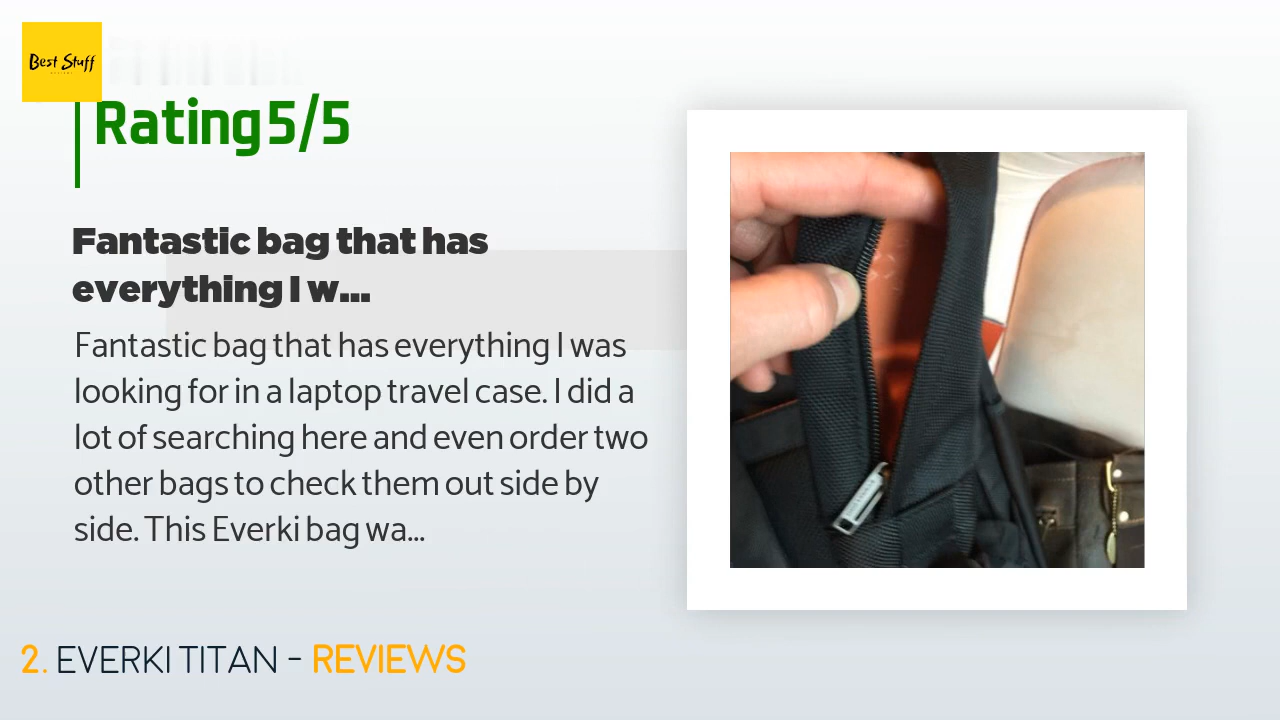 Best Stuff
Rating 5/5
Fantastic bag that has
everything I w...
Fantastic bag that has everything I was
looking for in a laptop travel case. I did a
lot of searching here and even order two
other bags to check them out side by
side. This Everki bag wa...
2. EVERKI TITAN - REVIEWS